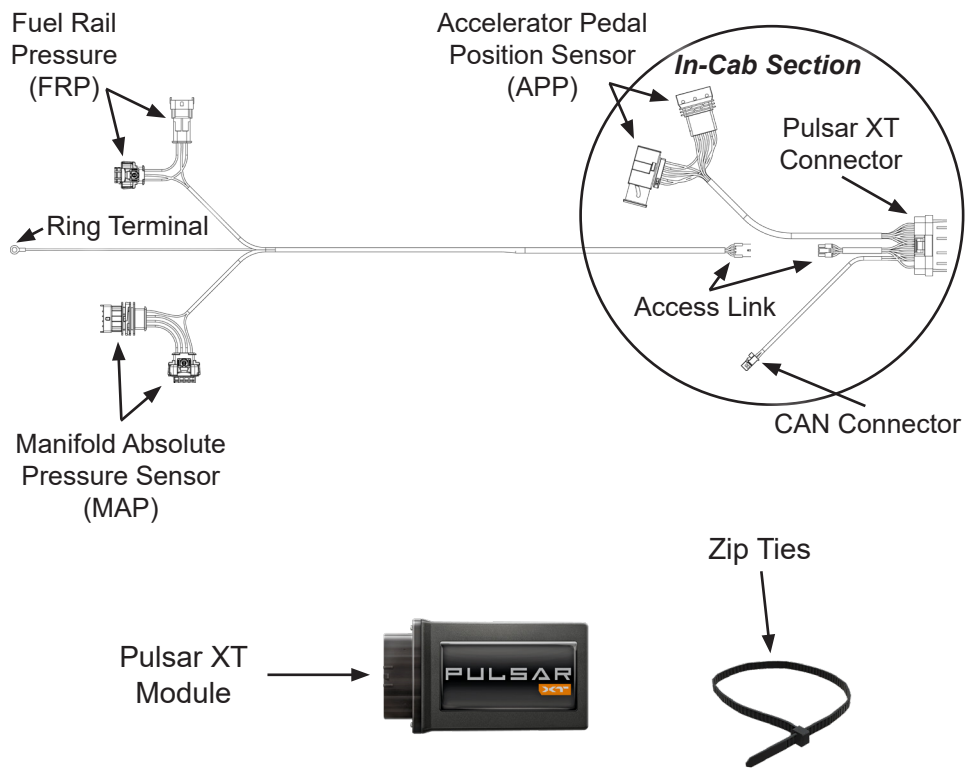 Fuel Rail
Pressure
(FRP)
Accelerator Pedal
Position Sensor
(APP)
In-Cab Section
Pulsar XT
Connector
Ring Terminal
Access Link
CAN Connector
Manifold Absolute
Pressure Sensor
(MAP)
Zip Ties
Pulsar XT
Module
PULSAR
XT